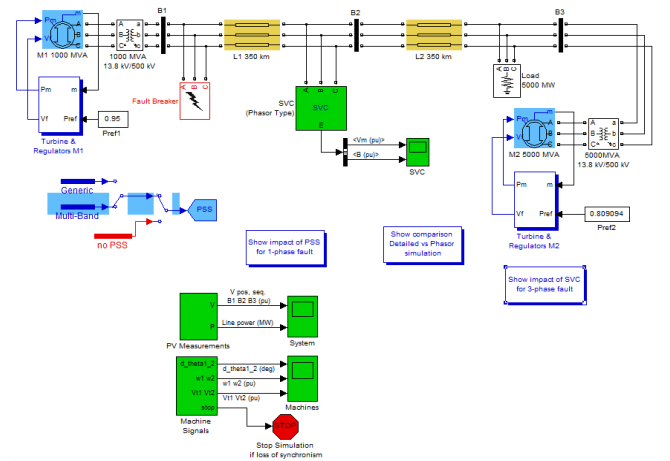 B1
B2
B3
Pm
m
A
B
C
a
b
c
V
M1 1000 MVA
1000 MVA
13.8 kV/500 kV
A B C
Fault Breaker
L1 350 km
L2 350 km
A B C
Load
5000 MW
SVC
(Phasor Type)
A B C
SVC
m
<Vm (pu)>
<B (pu)>
SVC
Pm
m
Vf
Pref
0.95
Pref1
Turbine &
Regulators M1
Pm
m
A
B
C
V
A
B
C
a
b
c
M2 5000 MVA
5000MVA
13.8 kV/500 kV
Pm
m
Vf
Pref
0.809094
Pref2
Turbine &
Regulators M2
Generic
Multi-Band
no PSS
PSS
Show impact of PSS
for 1-phase fault
Show comparison
Detailed vs Phasor
simulation
Show impact of SVC
for 3-phase fault
V
P
V pos. seq.
B1 B2 B3 (pu)
Line power (MW)
PV Measurements
System
d_theta1_2
w1 w2
Vt1 Vt2
stop
d_theta1_2 (deg)
w1 w2 (pu)
Vt1 Vt2 (pu)
Machine
Signals
Machines
STOP
Stop Simulation
if loss of synchronism